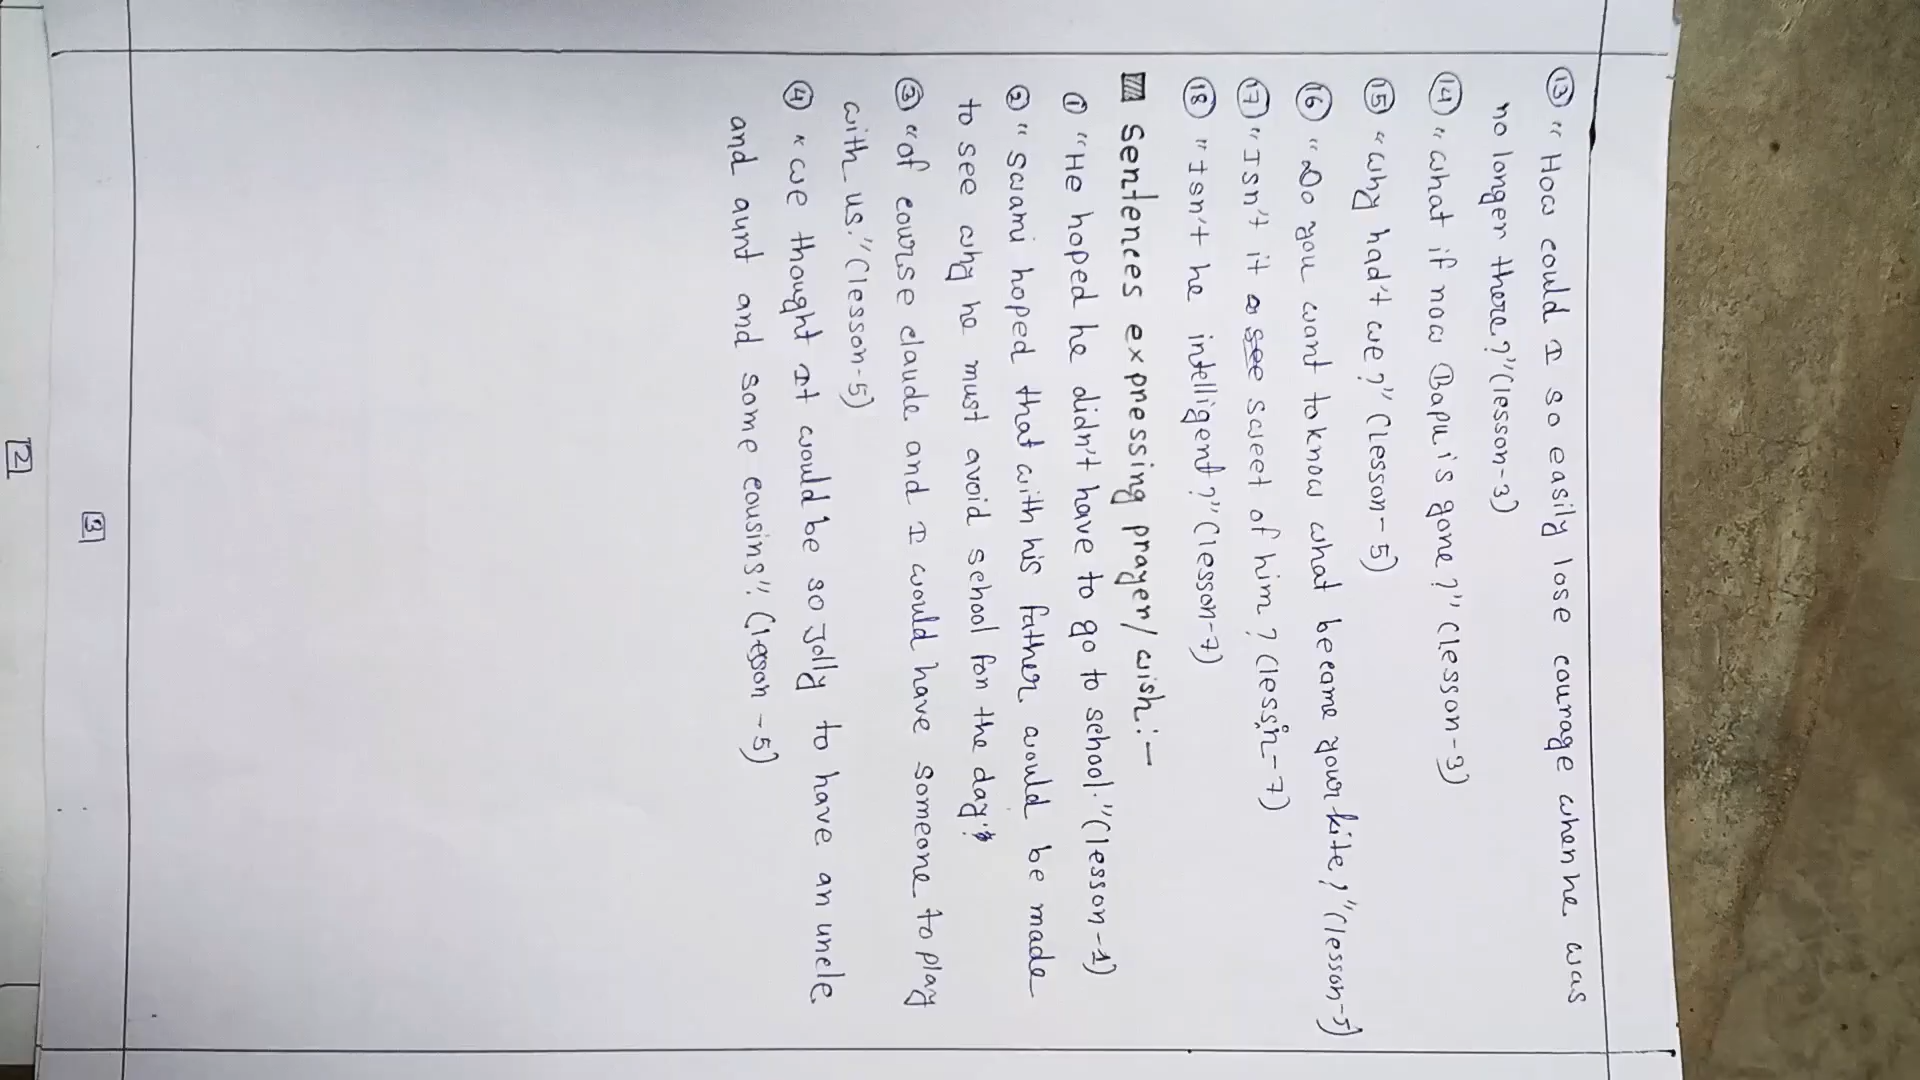 ⑬ "How could I so easily lose courage when he was
no longer there?" (lesson-3)
⑭ "what if now Bapu is gone?" (lesson-3)
⑮ "why had't we?" (lesson-5)
⑯ "Do you want to know what became your kite?" (lesson-5)
⑰ "Isn't it a see sweet of him? (lesson-7)
⑱ "Isn't he intelligent?" (lesson-7)
Sentences expressing prayer/wish:-
① "He hoped he didn't have to go to school." (lesson-1)
② "Swami hoped that with his father would be made
to see why he must avoid school for the day."
③ "of course claude and I would have someone to play
with us." (lesson-5)
④ "we thought It would be so Jolly to have an uncle
and aunt and some cousins". (lesson-5)
3
2